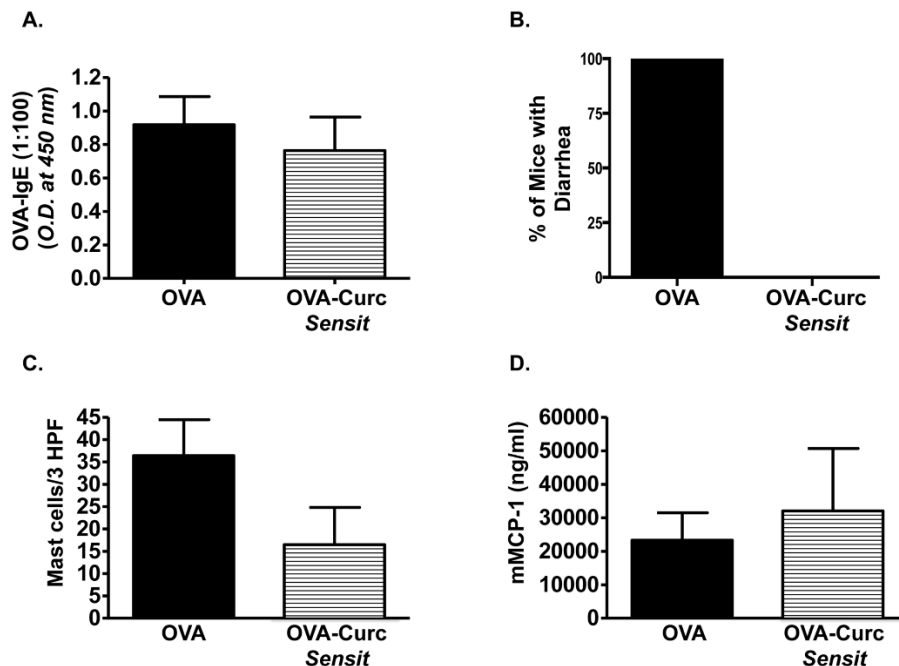 A.
OVA-IgE (1:100)
(O.D. at 450 nm)
1.2
1.0
0.8
0.6
0.4
0.2
0.0
OVA
OVA-Curc
Sensit
B.
% of Mice with
Diarrhea
100
75
50
25
0
OVA
OVA-Curc
Sensit
C.
Mast cells/3 HPF
45
40
35
30
25
20
15
10
5
0
OVA
OVA-Curc
Sensit
D.
mMCP-1 (ng/ml)
60000
50000
40000
30000
20000
10000
0
OVA
OVA-Curc
Sensit